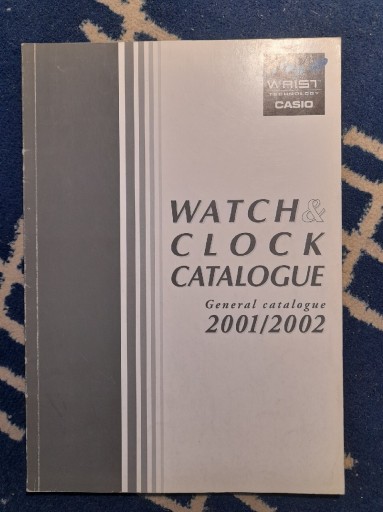 WRIST
TECHNOLOGY
CASIO
WATCH &
CLOCK
CATALOGUE
General catalogue
2001/2002